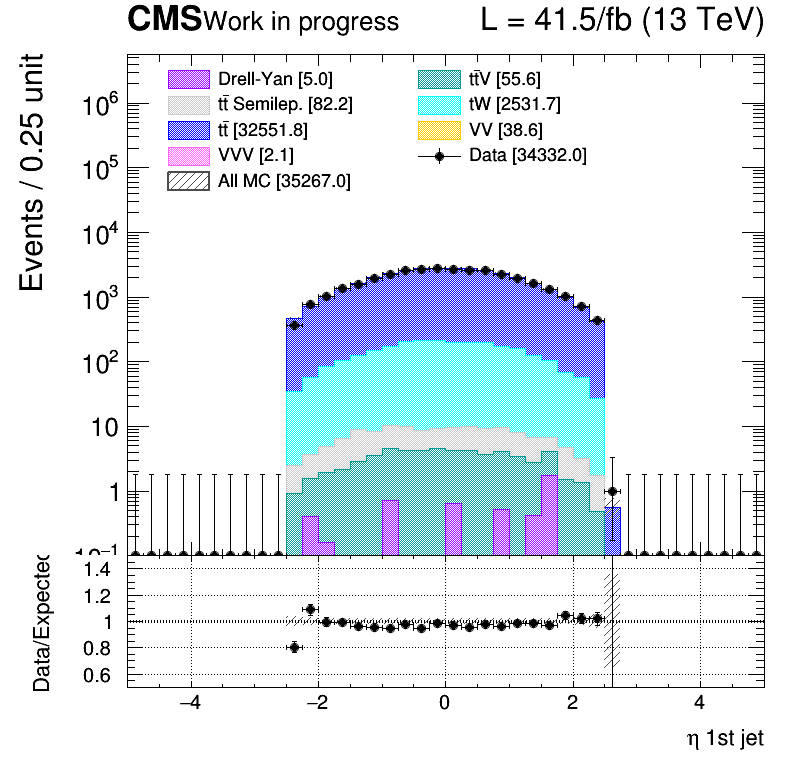 CMS Work in progress L = 41.5/fb (13 TeV)
Events / 0.25 unit
Drell-Yan [5.0]
tt̄ Semilep. [82.2]
tt̄ [32551.8]
VVV [2.1]
All MC [35267.0]
tt̄V [55.6]
tW [2531.7]
VV [38.6]
Data [34332.0]
10⁶
10⁵
10⁴
10³
10²
10
1
10⁻¹
Data/Expected
1.4
1.2
1
0.8
0.6
−4 −2 0 2 4
η 1st jet